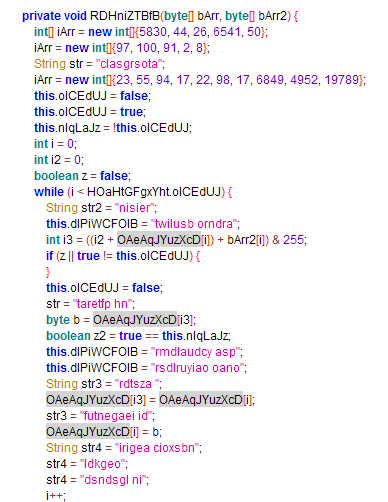 private void RDHniZTBfB(byte[] bArr, byte[] bArr2) {
int[] iArr = new int[]{5830, 44, 26, 6541, 50};
iArr = new int[]{97, 100, 91, 2, 8};
String str = "clasgrsota";
iArr = new int[]{23, 55, 94, 17, 22, 98, 17, 6849, 4952, 19789};
this.oICEdUJ = false;
this.oICEdUJ = true;
this.nIqLaJz = !this.oICEdUJ;
int i = 0;
int i2 = 0;
boolean z = false;
while (i < HOaHtGFgxYht.oICEdUJ) {
String str2 = "nisier";
this.dIPiWCFOIB = "twilusb orndra";
int i3 = ((i2 + OAeAqJYuzXcD[i]) + bArr2[i]) & 255;
if (z || true != this.oICEdUJ) {
}
this.oICEdUJ = false;
str = "taretfp hn";
byte b = OAeAqJYuzXcD[i3];
boolean z2 = true == this.nIqLaJz;
this.dIPiWCFOIB = "rmdlaudcy asp";
this.dIPiWCFOIB = "rsdlruyiao oano";
String str3 = "rdtsza ";
OAeAqJYuzXcD[i3] = OAeAqJYuzXcD[i];
str3 = "futnegaei id";
OAeAqJYuzXcD[i] = b;
String str4 = "irigea cioxsbn";
str4 = "ldkgeo"
str4 = "dsndsgl ni";
i++;